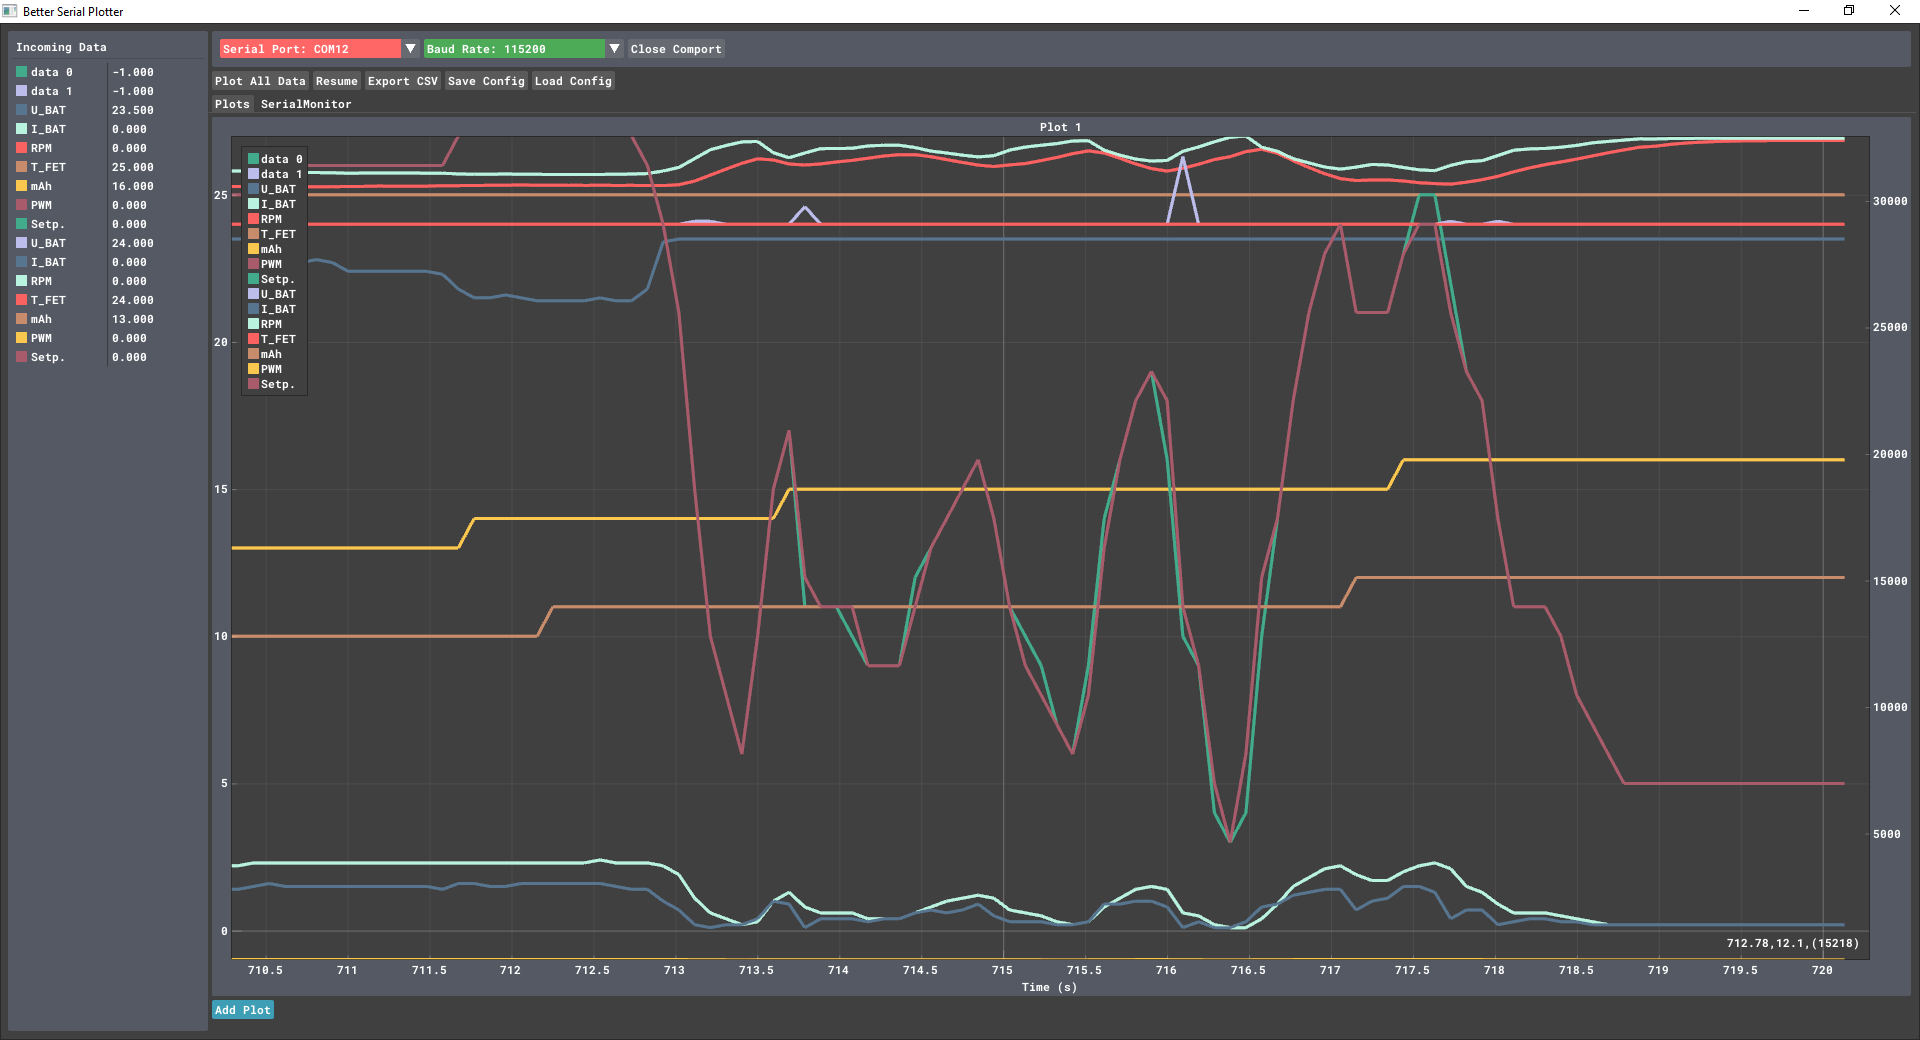 Better Serial Plotter
Incoming Data
data 0 -1.000
data 1 -1.000
U_BAT 23.500
I_BAT 0.000
RPM 0.000
T_FET 25.000
mAh 16.000
PWM 0.000
Setp. 0.000
U_BAT 24.000
I_BAT 0.000
RPM 0.000
T_FET 24.000
mAh 13.000
PWM 0.000
Setp. 0.000
Serial Port: COM12
Baud Rate: 115200
Close Comport
Plot All Data
Resume
Export CSV
Save Config
Load Config
Plots
SerialMonitor
Plot 1
data 0
data 1
U_BAT
I_BAT
RPM
T_FET
mAh
PWM
Setp.
U_BAT
I_BAT
RPM
T_FET
mAh
PWM
Setp.
25
20
15
10
5
0
30000
25000
20000
15000
10000
5000
712.78,12.1,(15218)
710.5 711 711.5 712 712.5 713 713.5 714 714.5 715 715.5 716 716.5 717 717.5 718 718.5 719 719.5 720
Time (s)
Add Plot